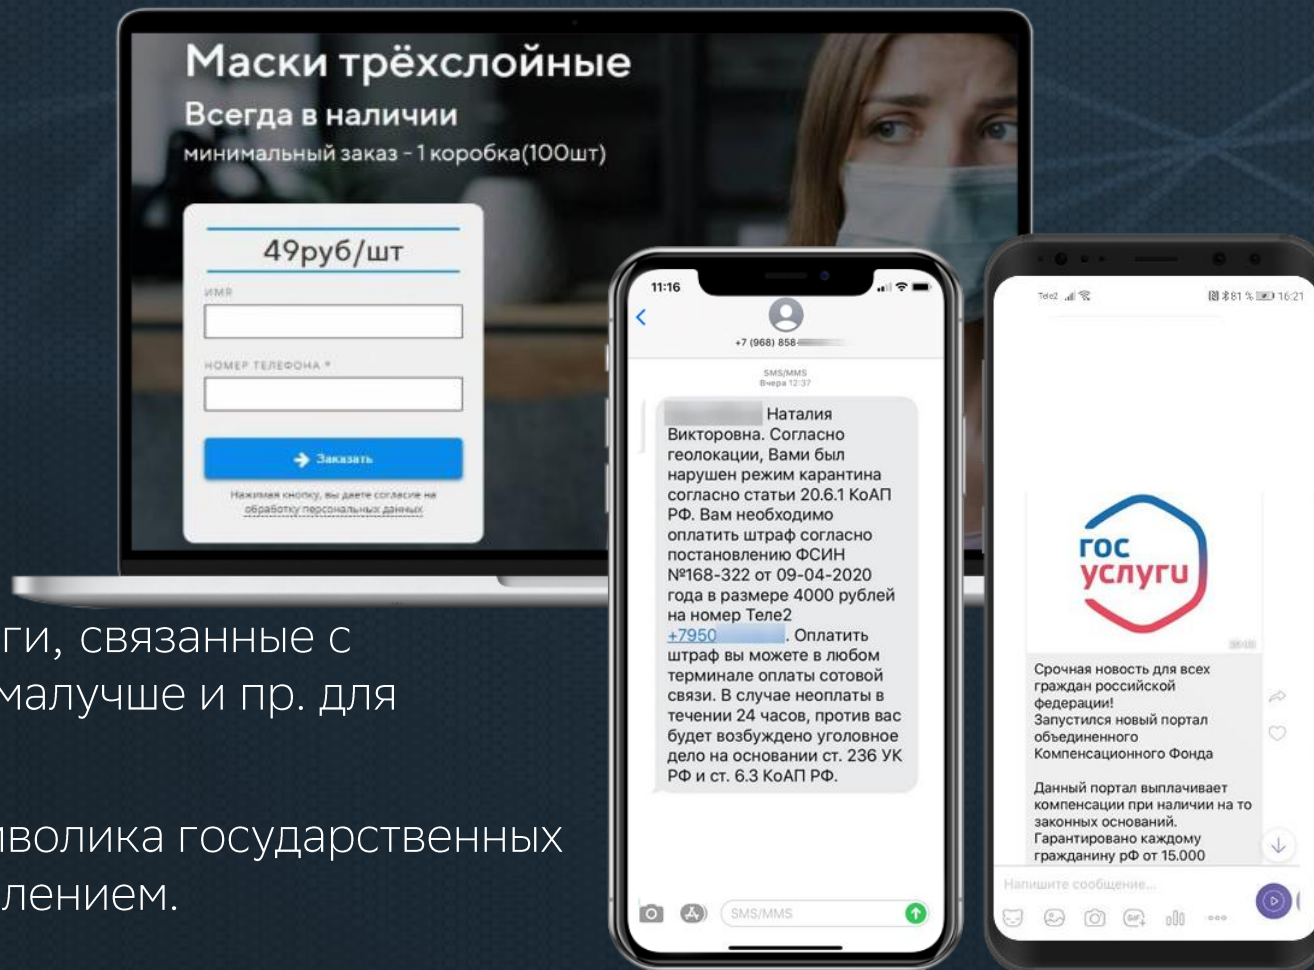 Маски трёхслойные
Всегда в наличии
минимальный заказ - 1 коробка(100шт)
49руб/шт
ИМЯ
НОМЕР ТЕЛЕФОНА *
Заказать
Нажимая кнопку, вы даете согласие на
обработку персональных данных
ги, связанные с
малучше и пр. для
волика государственных
лением.
11:16
+7 (968) 858-
SMS/MMS
Вчера 12:37
Наталия
Викторовна. Согласно
геолокации, Вами был
нарушен режим карантина
согласно статьи 20.6.1 КоАП
РФ. Вам необходимо
оплатить штраф согласно
постановлению ФСИН
№168-322 от 09-04-2020
года в размере 4000 рублей
на номер Теле2
+7950 . Оплатить
штраф вы можете в любом
терминале оплаты сотовой
связи. В случае неоплаты в
течении 24 часов, против вас
будет возбуждено уголовное
дело на основании ст. 236 УК
РФ и ст. 6.3 КоАП РФ.
SMS/MMS
Tele2 81 % 16:21
гос
услуги
Срочная новость для всех
граждан российской
федерации!
Запустился новый портал
объединенного
Компенсационного Фонда
Данный портал выплачивает
компенсации при наличии на то
законных оснований.
Гарантировано каждому
гражданину рФ от 15.000
Напишите сообщение...
GIF